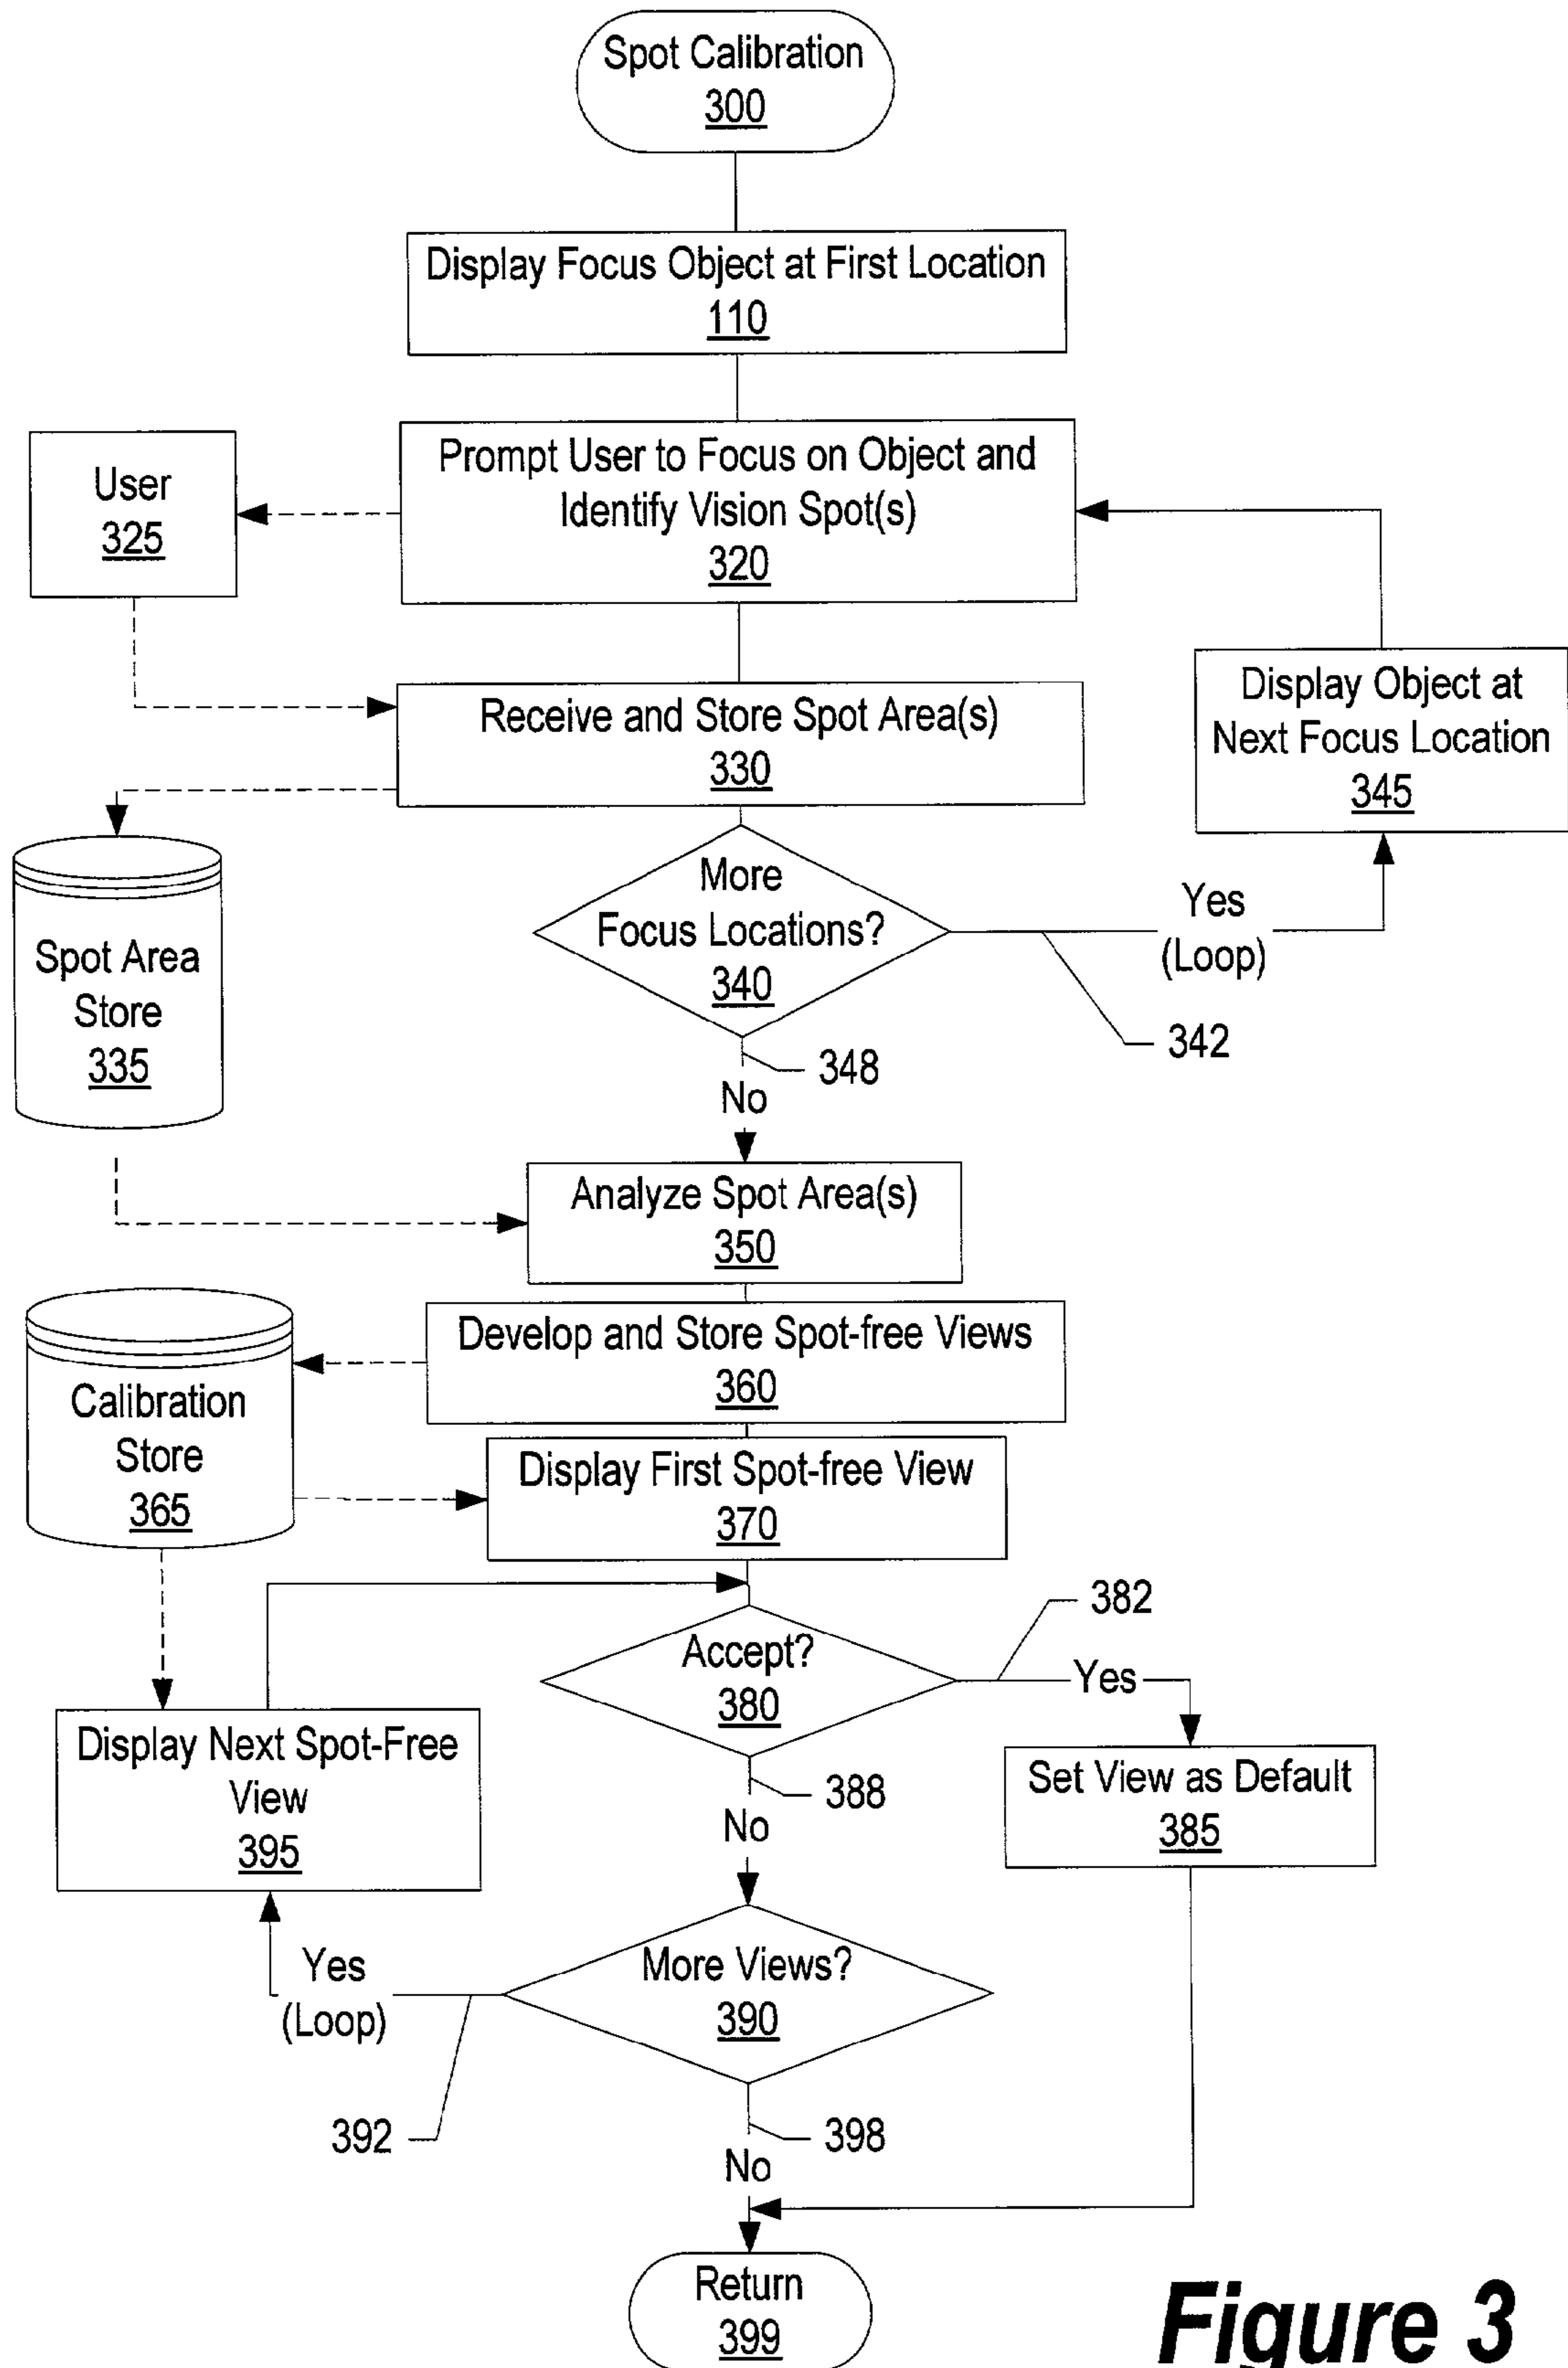 Spot Calibration
300
Display Focus Object at First Location
110
Prompt User to Focus on Object and
Identify Vision Spot(s)
320
User
325
Receive and Store Spot Area(s)
330
Display Object at
Next Focus Location
345
More
Focus Locations?
340
Yes
(Loop)
342
348
No
Spot Area
Store
335
Analyze Spot Area(s)
350
Develop and Store Spot-free Views
360
Calibration
Store
365
Display First Spot-free View
370
382
Accept?
380
Yes
Display Next Spot-Free
View
395
388
No
Set View as Default
385
More Views?
390
Yes
(Loop)
392
398
No
Return
399
Figure 3